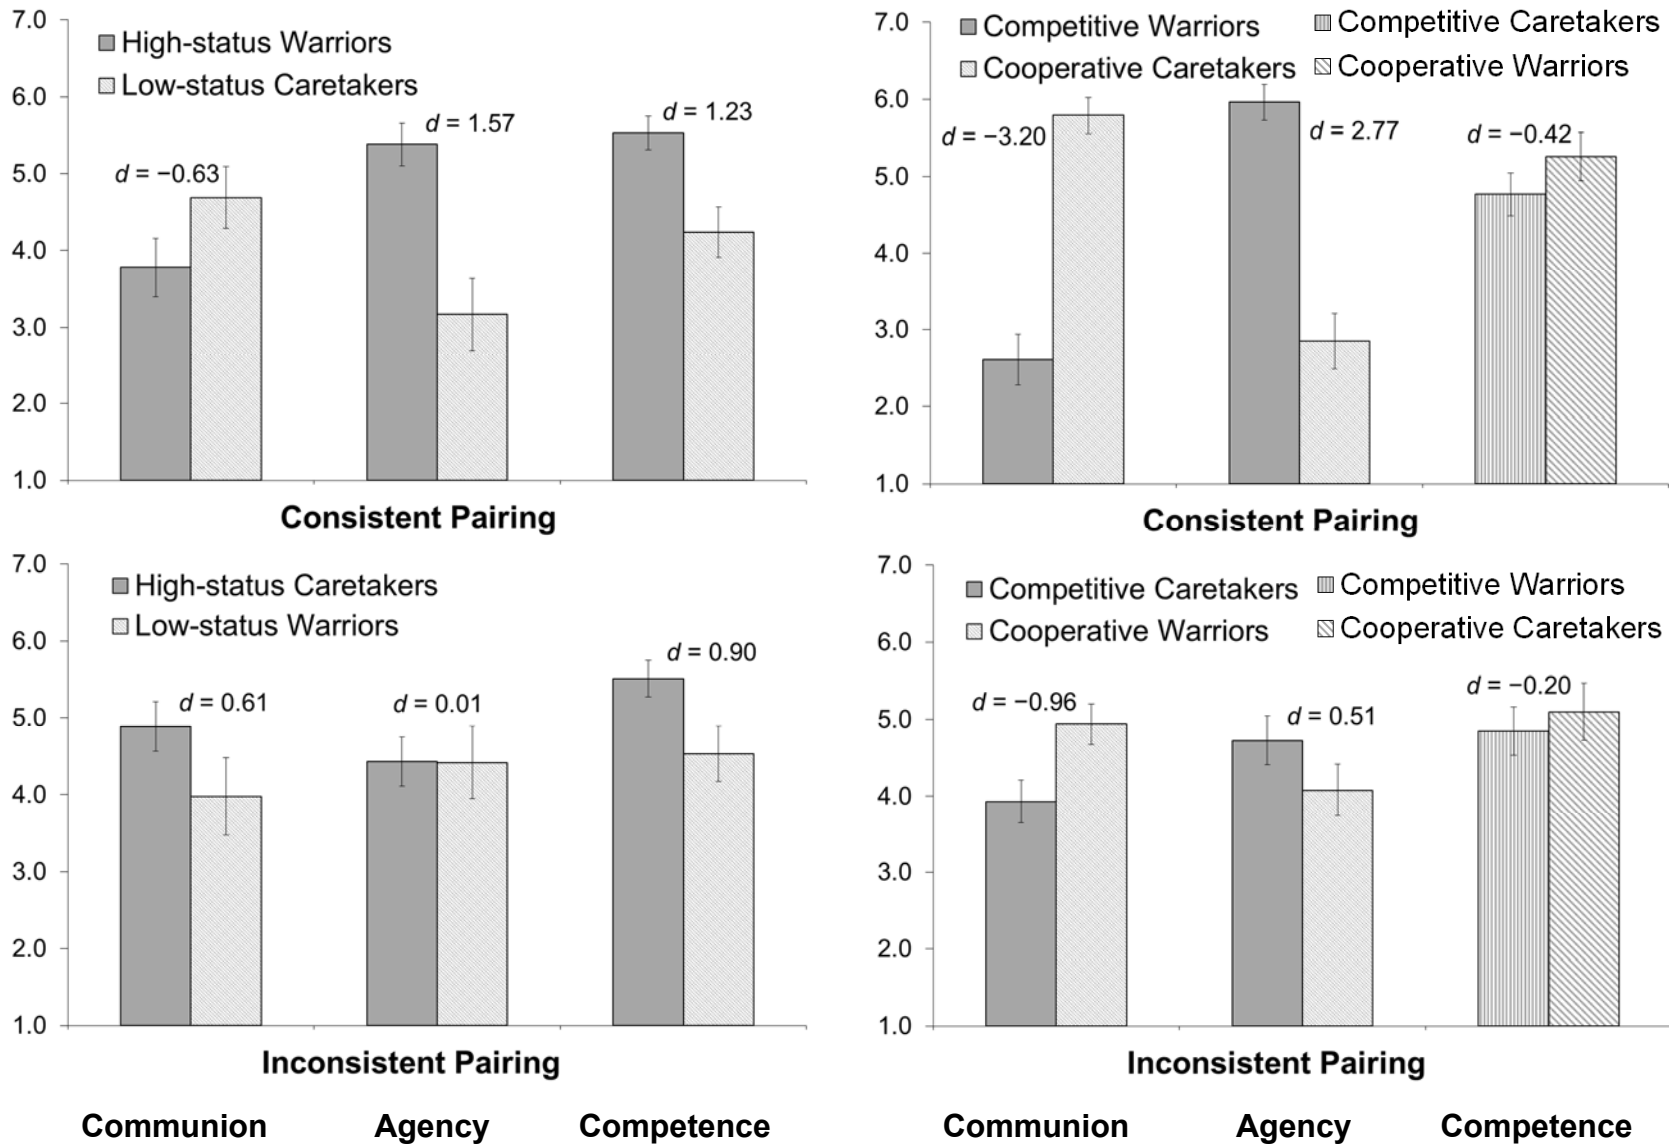 7.0
6.0
5.0
4.0
3.0
2.0
1.0
High-status Warriors
Low-status Caretakers
d = −0.63
d = 1.57
d = 1.23
Consistent Pairing
7.0
6.0
5.0
4.0
3.0
2.0
1.0
Competitive Warriors
Cooperative Caretakers
Competitive Caretakers
Cooperative Warriors
d = −3.20
d = 2.77
d = −0.42
Consistent Pairing
7.0
6.0
5.0
4.0
3.0
2.0
1.0
High-status Caretakers
Low-status Warriors
d = 0.61
d = 0.01
d = 0.90
Inconsistent Pairing
7.0
6.0
5.0
4.0
3.0
2.0
1.0
Competitive Caretakers
Cooperative Warriors
Competitive Warriors
Cooperative Caretakers
d = −0.96
d = 0.51
d = −0.20
Inconsistent Pairing
Communion Agency Competence
Communion Agency Competence